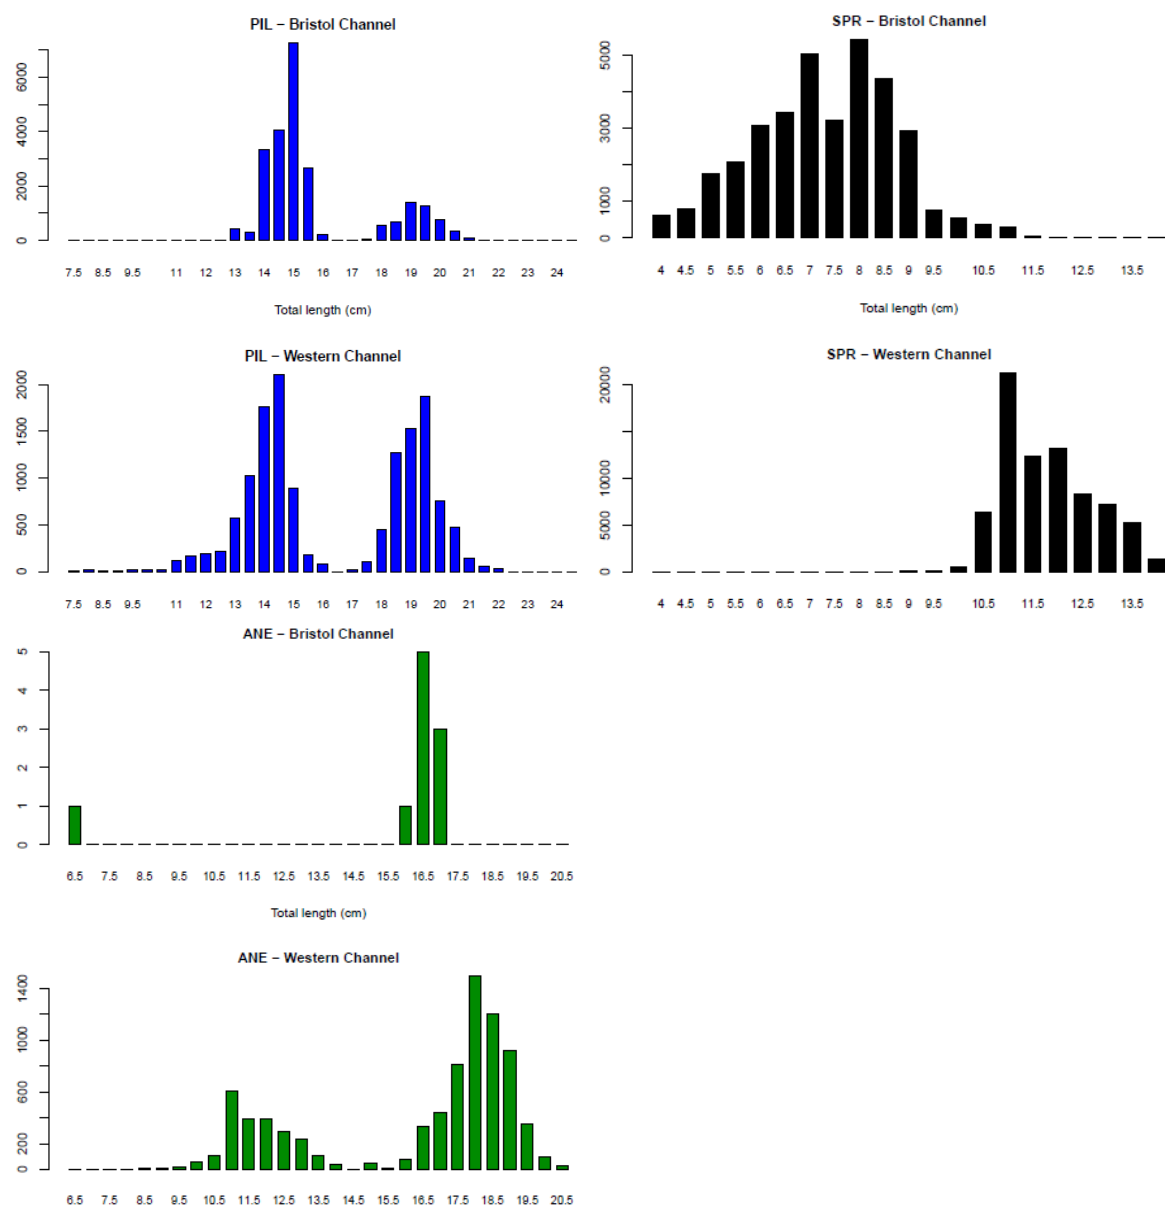 PIL – Bristol Channel
6000
4000
2000
0
7.5 8.5 9.5 11 12 13 14 15 16 17 18 19 20 21 22 23 24
Total length (cm)
SPR – Bristol Channel
5000
3000
1000
0
4 4.5 5 5.5 6 6.5 7 7.5 8 8.5 9 9.5 10.5 11.5 12.5 13.5
Total length (cm)
PIL – Western Channel
2000
1500
1000
500
0
7.5 8.5 9.5 11 12 13 14 15 16 17 18 19 20 21 22 23 24
SPR – Western Channel
20000
10000
5000
0
4 4.5 5 5.5 6 6.5 7 7.5 8 8.5 9 9.5 10.5 11.5 12.5 13.5
ANE – Bristol Channel
5
4
3
2
1
0
6.5 7.5 8.5 9.5 10.5 11.5 12.5 13.5 14.5 15.5 16.5 17.5 18.5 19.5 20.5
Total length (cm)
ANE – Western Channel
1400
1000
600
200
0
6.5 7.5 8.5 9.5 10.5 11.5 12.5 13.5 14.5 15.5 16.5 17.5 18.5 19.5 20.5